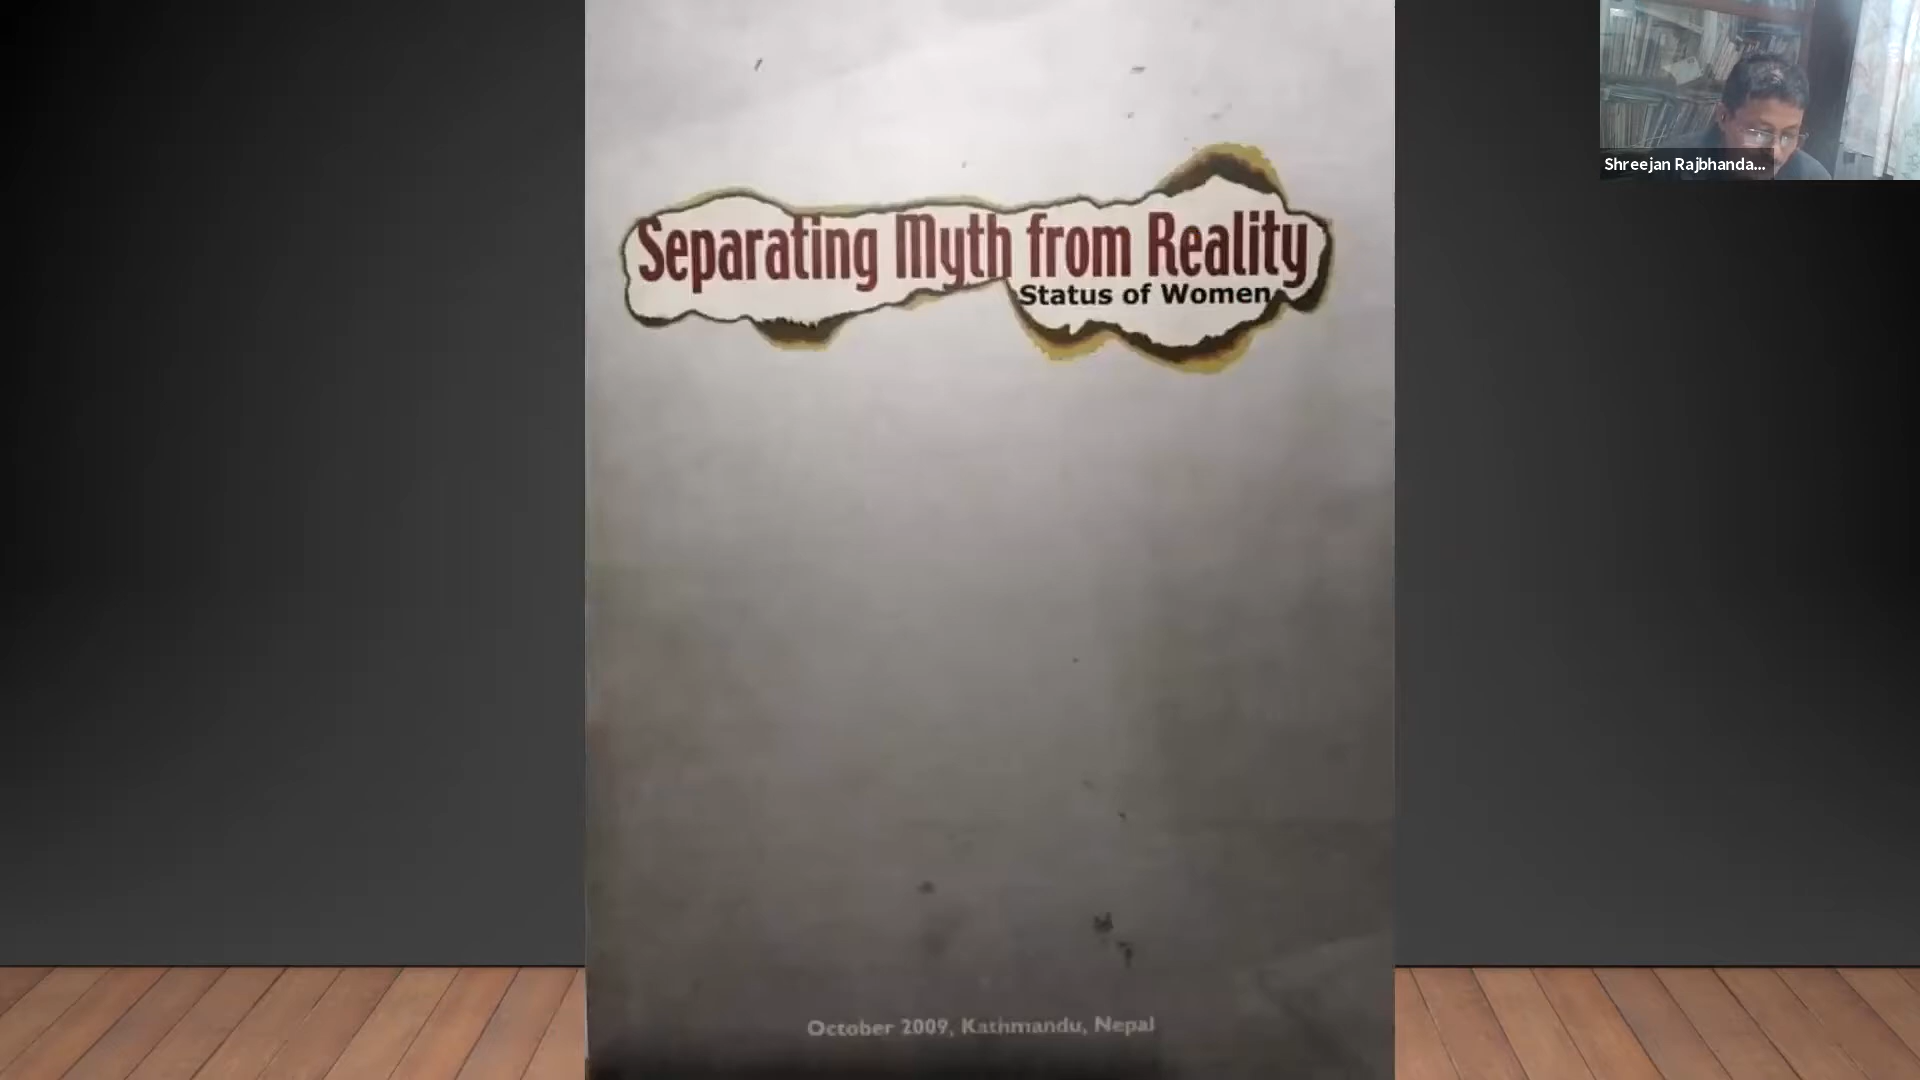 Separating Myth from Reality
Status of Women
October 2009, Kathmandu, Nepal
Shreejan Rajbhanda...